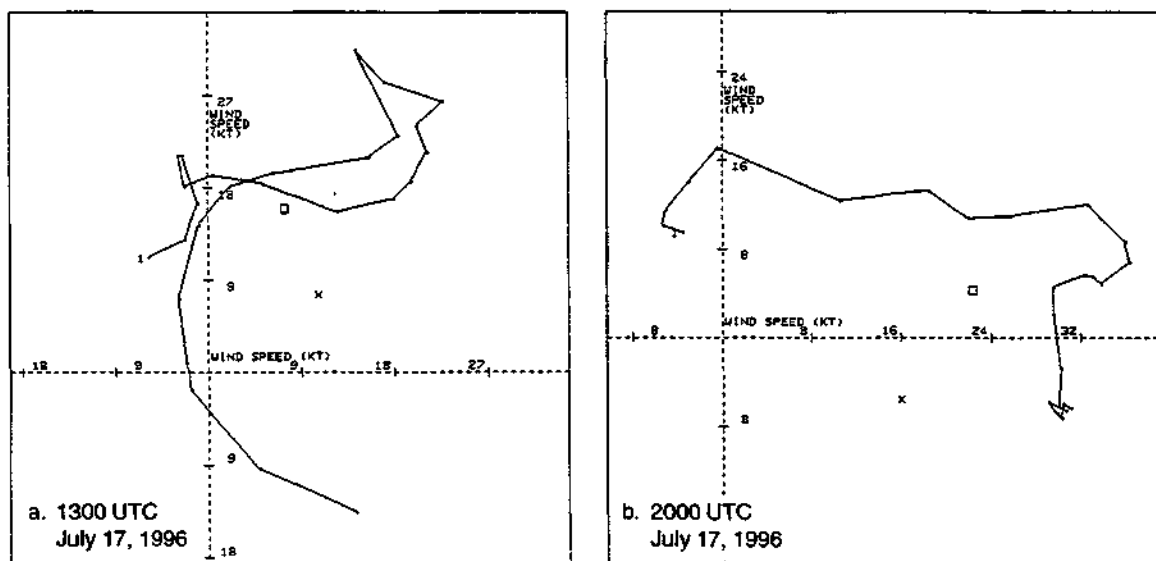 27
WIND
SPEED
(KT)
1
18
9
WIND SPEED (KT)
18
9
9
18
27
9
18
a. 1300 UTC
July 17, 1996
24
WIND
SPEED
(KT)
16
8
WIND SPEED (KT)
8
8
16
24
32
8
b. 2000 UTC
July 17, 1996